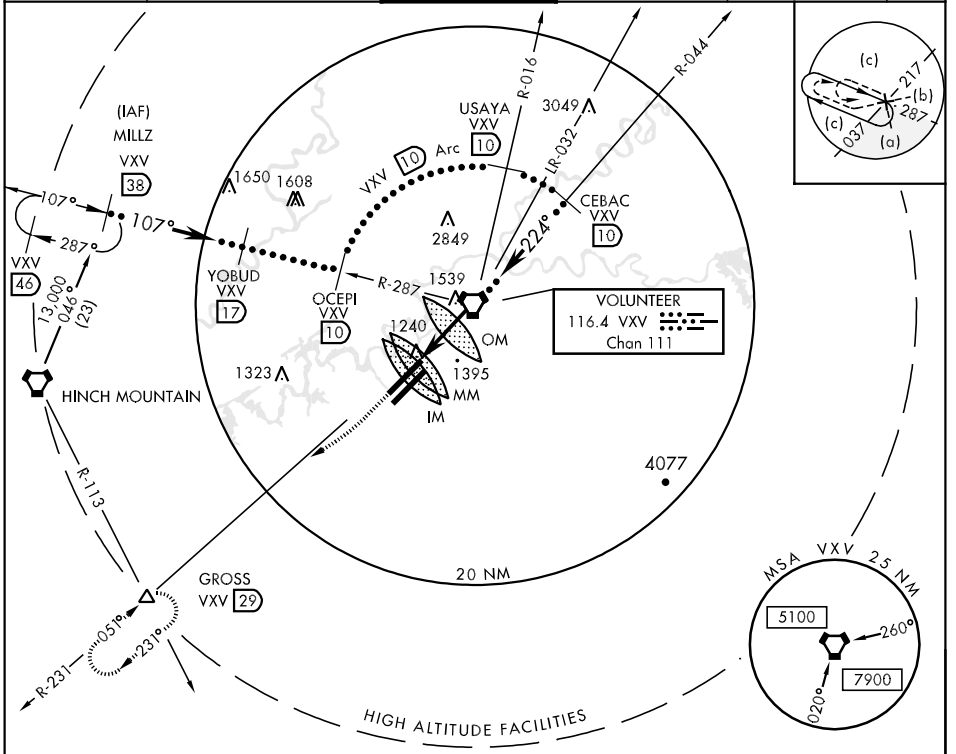 (IAF)
MILLZ
VXV
38
107°
107°
287°
VXV
46
13,000
046°
(23)
HINCH MOUNTAIN
R-113
1650
1608
YOBUD
VXV
17
OCEPI
VXV
10
R-287
VXV 10 Arc
USAYA
VXV
10
R-016
3049
LR-032
R-044
CEBAC
VXV
10
224°
2849
1539
1240
OM
1395
MM
IM
1323
VOLUNTEER
116.4 VXV
Chan 111
4077
20 NM
GROSS
VXV 29
051°
231°
R-231
HIGH ALTITUDE FACILITIES
(c)
217
(b)
287
(c)
037
(a)
MSA VXV 25 NM
5100
260°
7900
020°